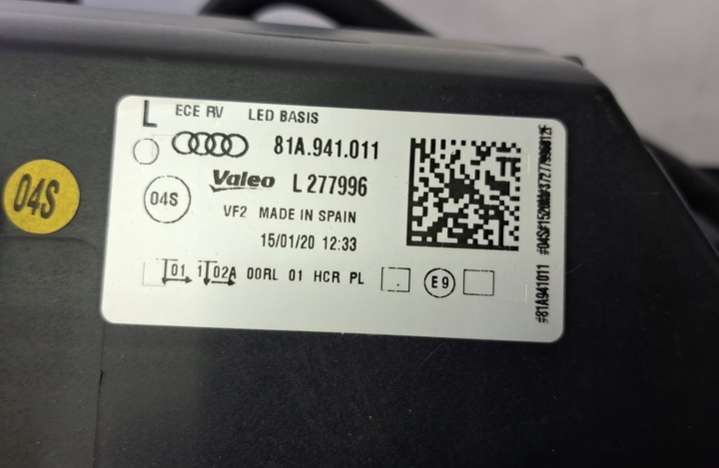 L ECE RV LED BASIS
81A.941.011
Valeo L 277996
04S
04S
VF2 MADE IN SPAIN
15/01/20 12:33
01 1 02A 00RL 01 HCR PL E9
#81A941011